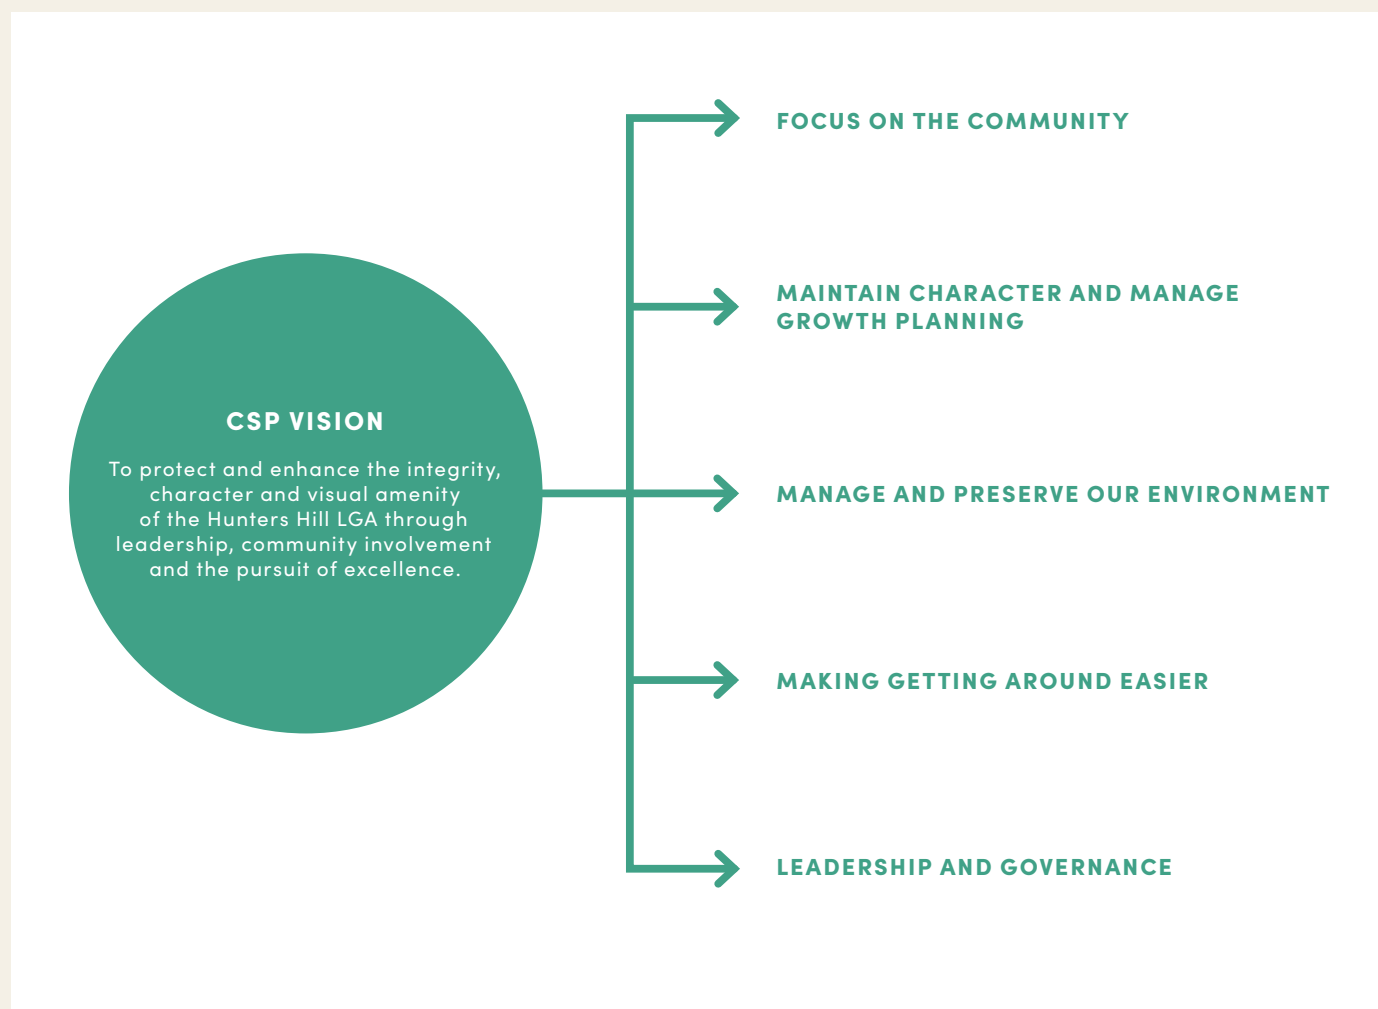 CSP VISION
To protect and enhance the integrity,
character and visual amenity
of the Hunters Hill LGA through
leadership, community involvement
and the pursuit of excellence.
FOCUS ON THE COMMUNITY
MAINTAIN CHARACTER AND MANAGE
GROWTH PLANNING
MANAGE AND PRESERVE OUR ENVIRONMENT
MAKING GETTING AROUND EASIER
LEADERSHIP AND GOVERNANCE